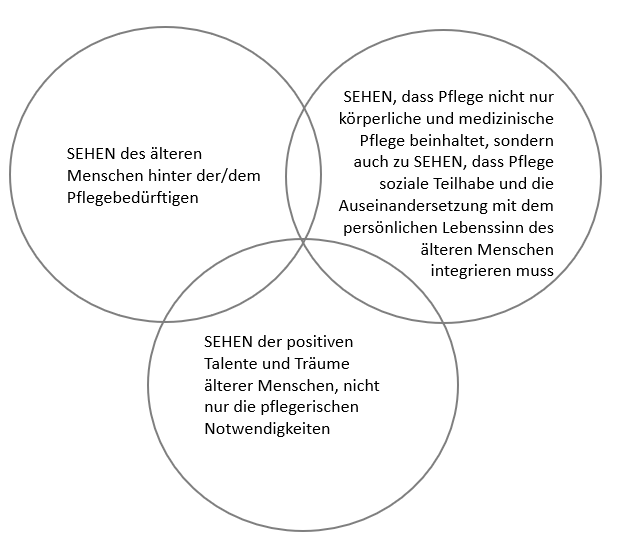 SEHEN des älteren
Menschen hinter der/dem
Pflegebedürftigen
SEHEN, dass Pflege nicht nur
körperliche und medizinische
Pflege beinhaltet, sondern
auch zu SEHEN, dass Pflege
soziale Teilhabe und die
Auseinandersetzung mit dem
persönlichen Lebenssinn des
älteren Menschen
integrieren muss
SEHEN der positiven
Talente und Träume
älterer Menschen, nicht
nur die pflegerischen
Notwendigkeiten